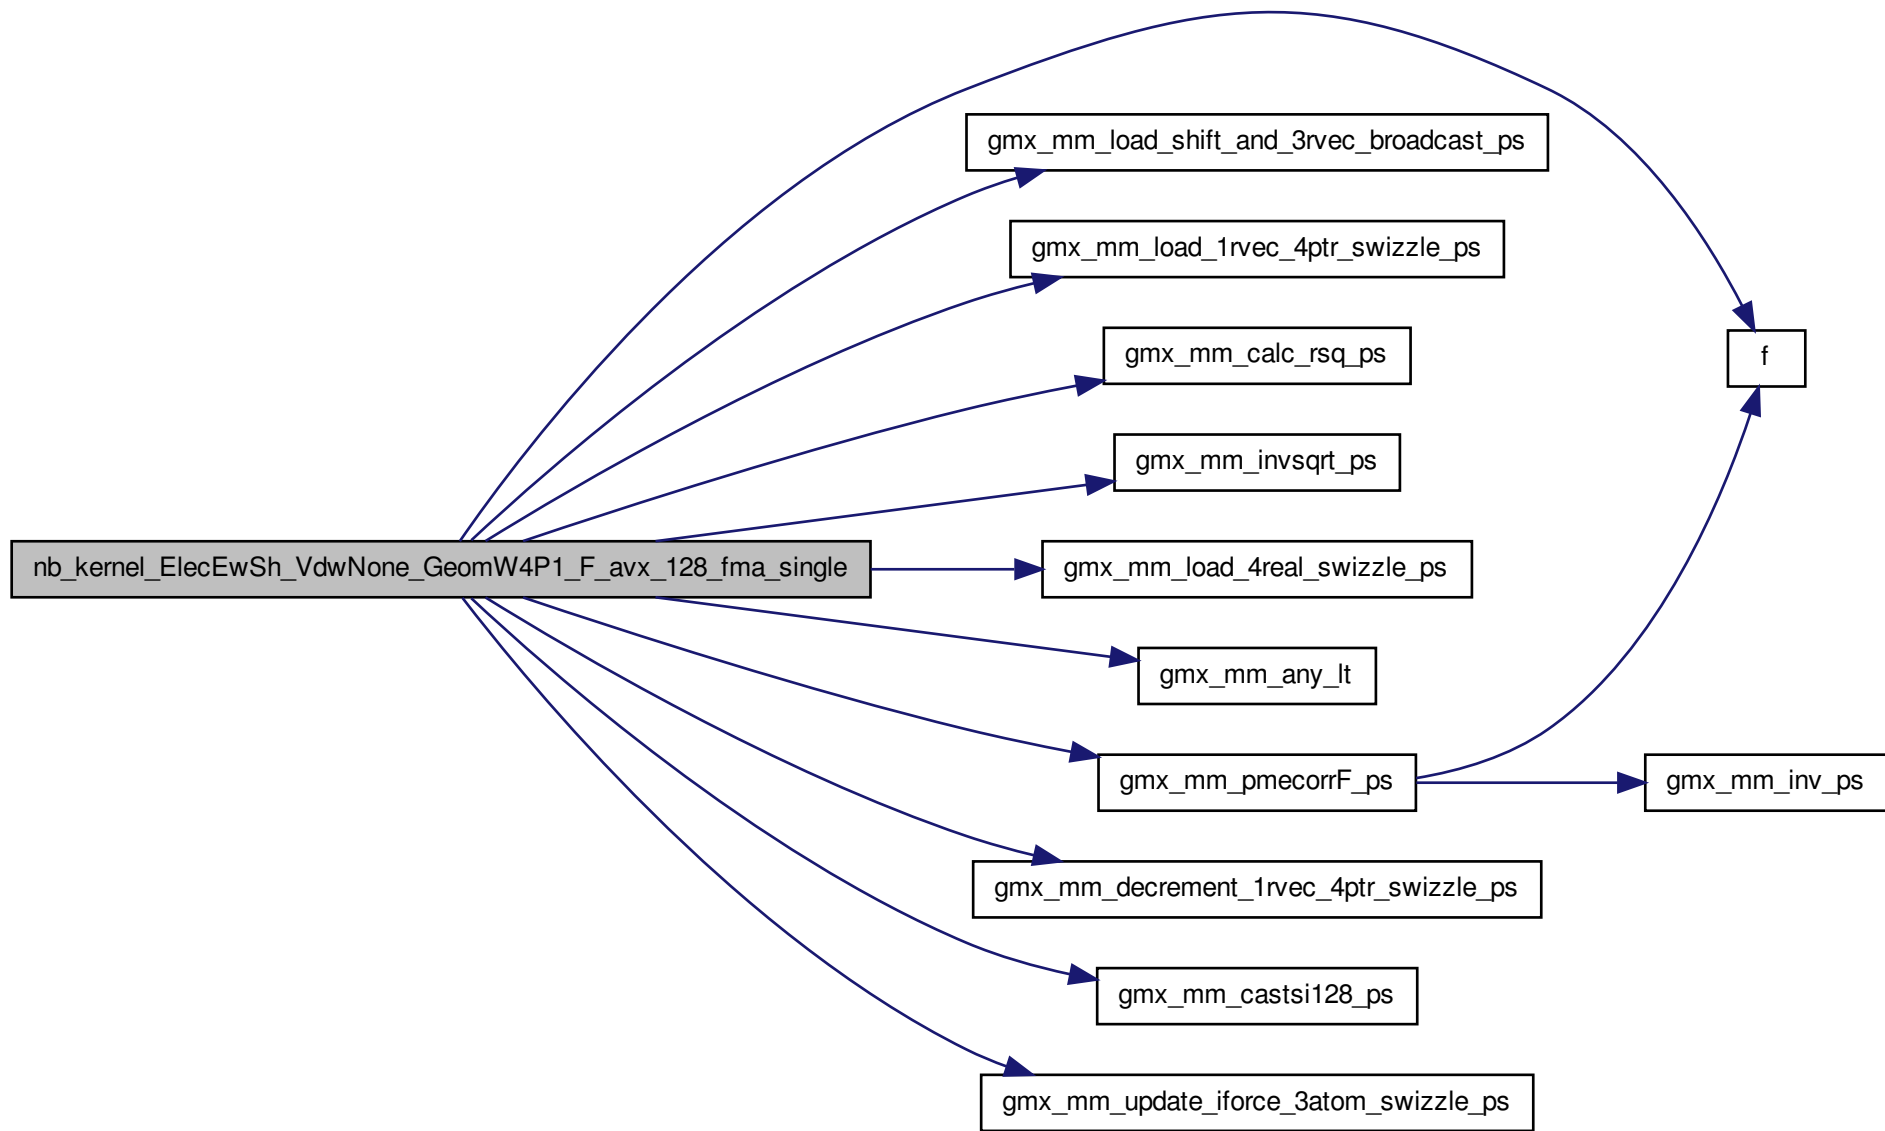 gmx_mm_load_shift_and_3rvec_broadcast_ps
gmx_mm_load_1rvec_4ptr_swizzle_ps
gmx_mm_calc_rsq_ps
f
gmx_mm_invsqrt_ps
nb_kernel_ElecEwSh_VdwNone_GeomW4P1_F_avx_128_fma_single
gmx_mm_load_4real_swizzle_ps
gmx_mm_any_lt
gmx_mm_pmecorrF_ps
gmx_mm_inv_ps
gmx_mm_decrement_1rvec_4ptr_swizzle_ps
gmx_mm_castsi128_ps
gmx_mm_update_iforce_3atom_swizzle_ps